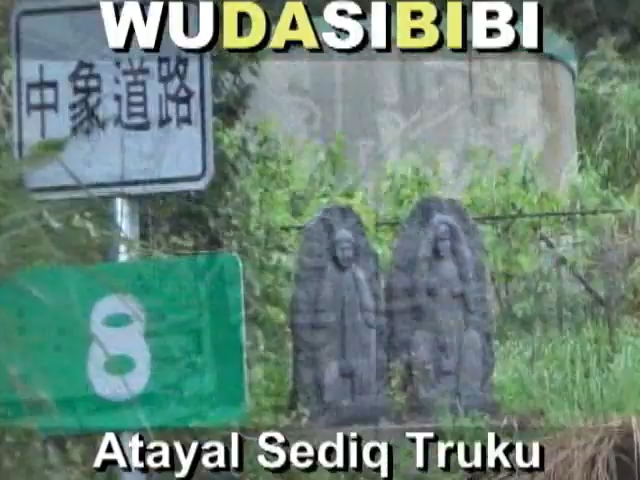 WUDASIBIBI
中象道路
8
Atayal Sediq Truku